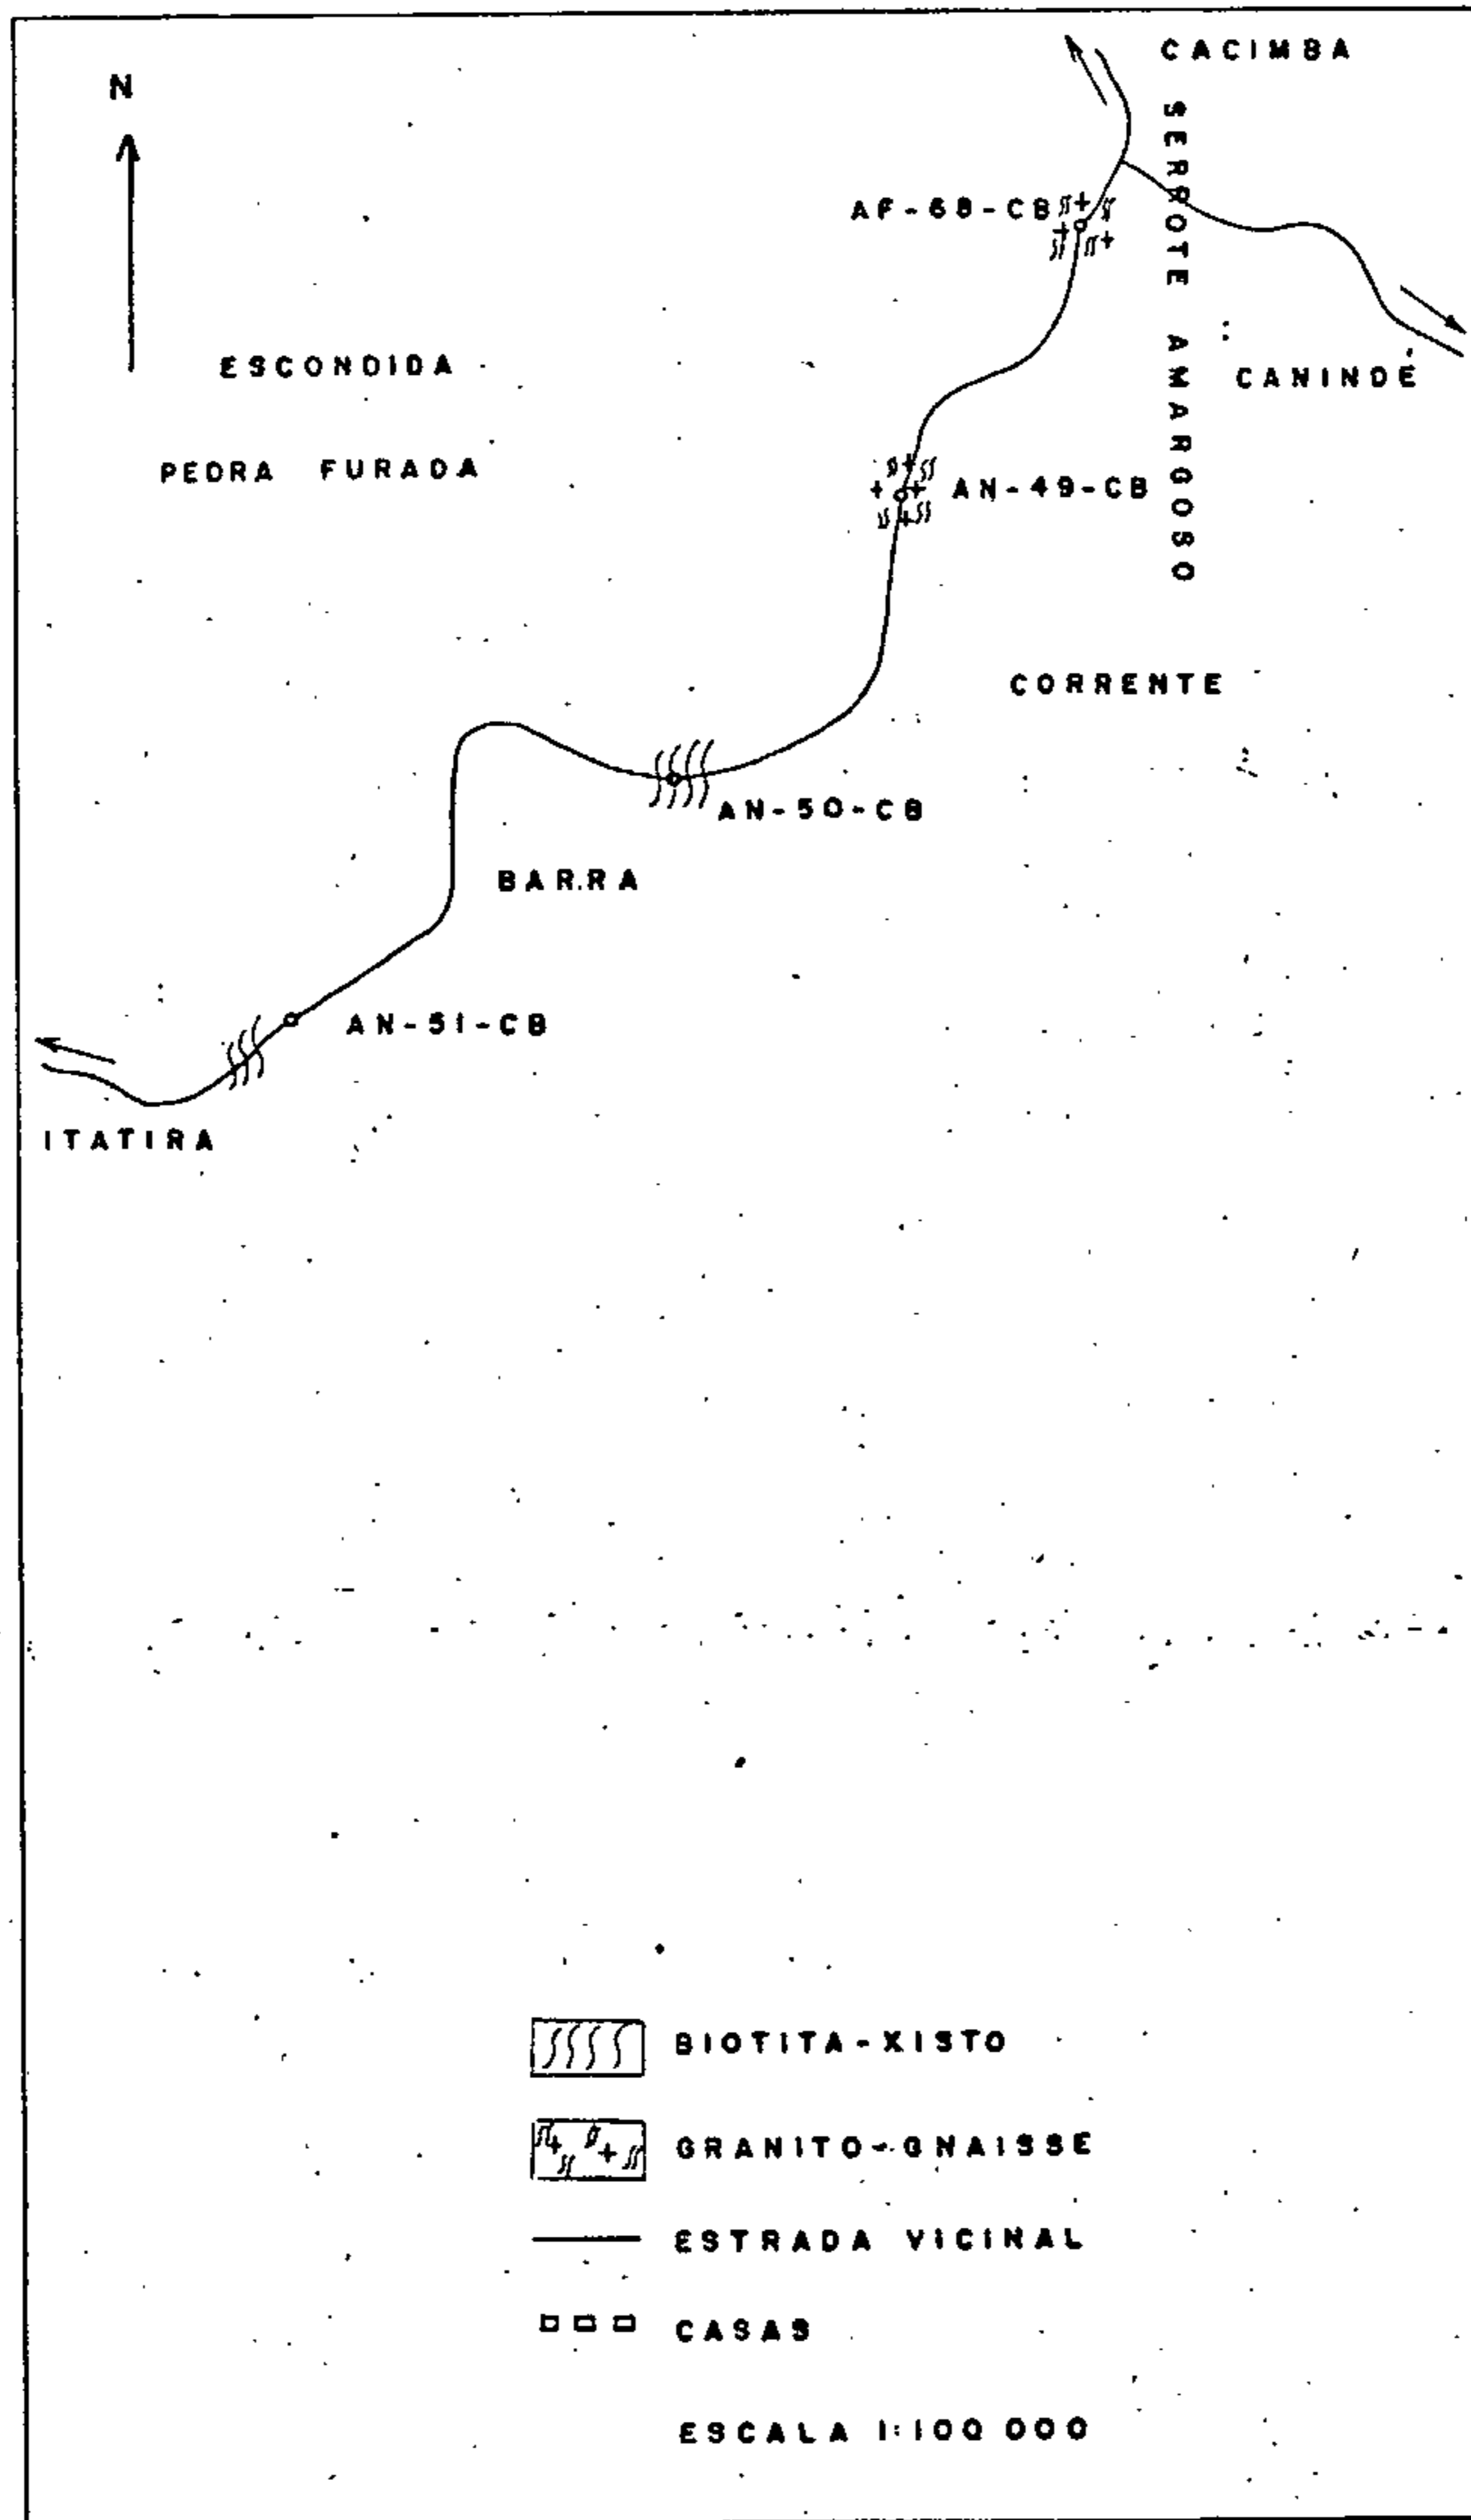 CACIMBA
N
SERROTE AMARGOSO
AF-68-CB
ESCONDIDA
CANINDÉ
PEDRA FURADA
AN-49-CB
CORRENTE
AN-50-CB
BARRA
AN-51-CB
ITATIRA
BIOTITA-XISTO
GRANITO-GNAISSE
ESTRADA VICINAL
CASAS
ESCALA 1:100 000